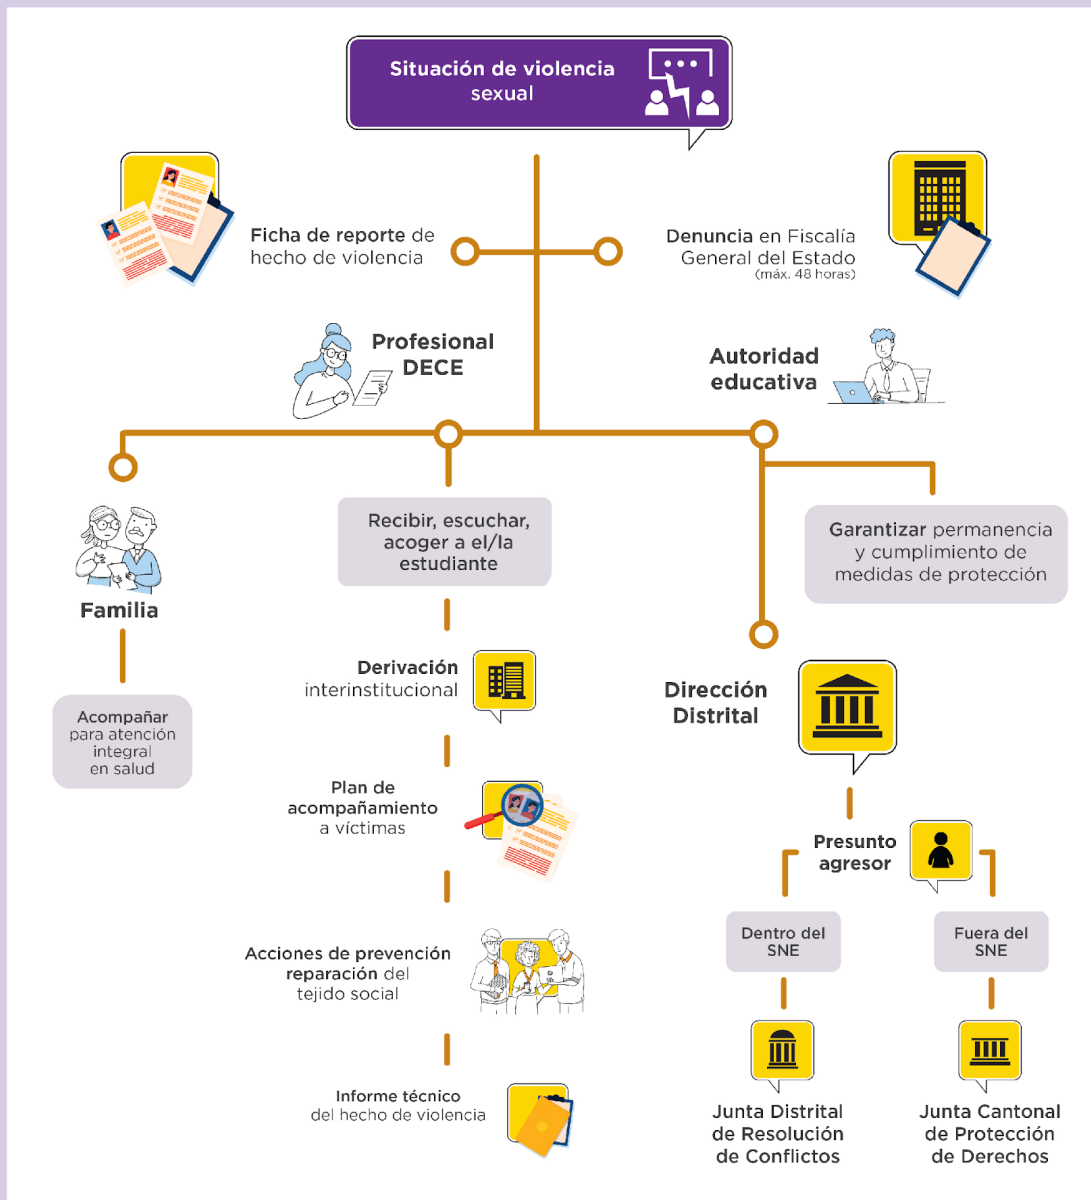 Situación de violencia
sexual
Ficha de reporte de
hecho de violencia
Denuncia en Fiscalía
General del Estado
(máx. 48 horas)
Profesional
DECE
Autoridad
educativa
Familia
Acompañar
para atención
integral
en salud
Recibir, escuchar,
acoger a el/la
estudiante
Derivación
interinstitucional
Plan de
acompañamiento
a víctimas
Acciones de prevención
reparación del
tejido social
Informe técnico
del hecho de violencia
Garantizar permanencia
y cumplimiento de
medidas de protección
Dirección
Distrital
Presunto
agresor
Dentro del
SNE
Fuera del
SNE
Junta Distrital
de Resolución
de Conflictos
Junta Cantonal
de Protección
de Derechos